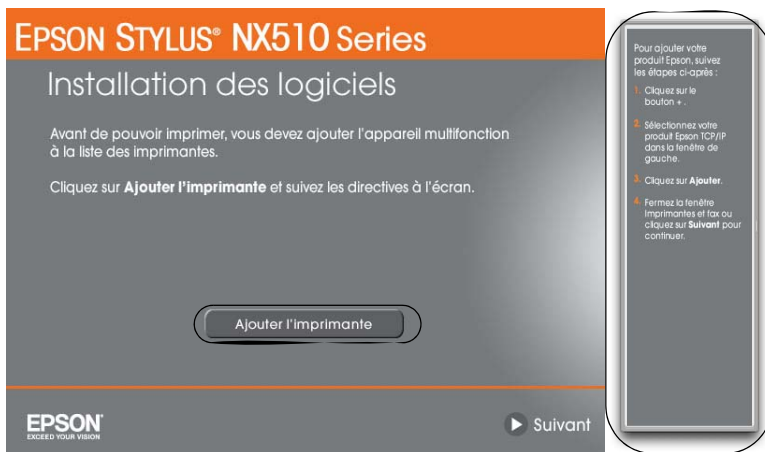 EPSON STYLUS® NX510 Series
Installation des logiciels
Avant de pouvoir imprimer, vous devez ajouter l'appareil multifonction
à la liste des imprimantes.
Cliquez sur Ajouter l'imprimante et suivez les directives à l'écran.
Ajouter l'imprimante
EPSON®
EXCEED YOUR VISION
Suivant
Pour ajouter votre
produit Epson, suivez
les étapes ci-après :
1. Cliquez sur le
bouton + .
2. Sélectionnez votre
produit Epson TCP/IP
dans la fenêtre de
gauche.
3. Cliquez sur Ajouter.
4. Fermez la fenêtre
Imprimantes et fax ou
cliquez sur Suivant pour
continuer.